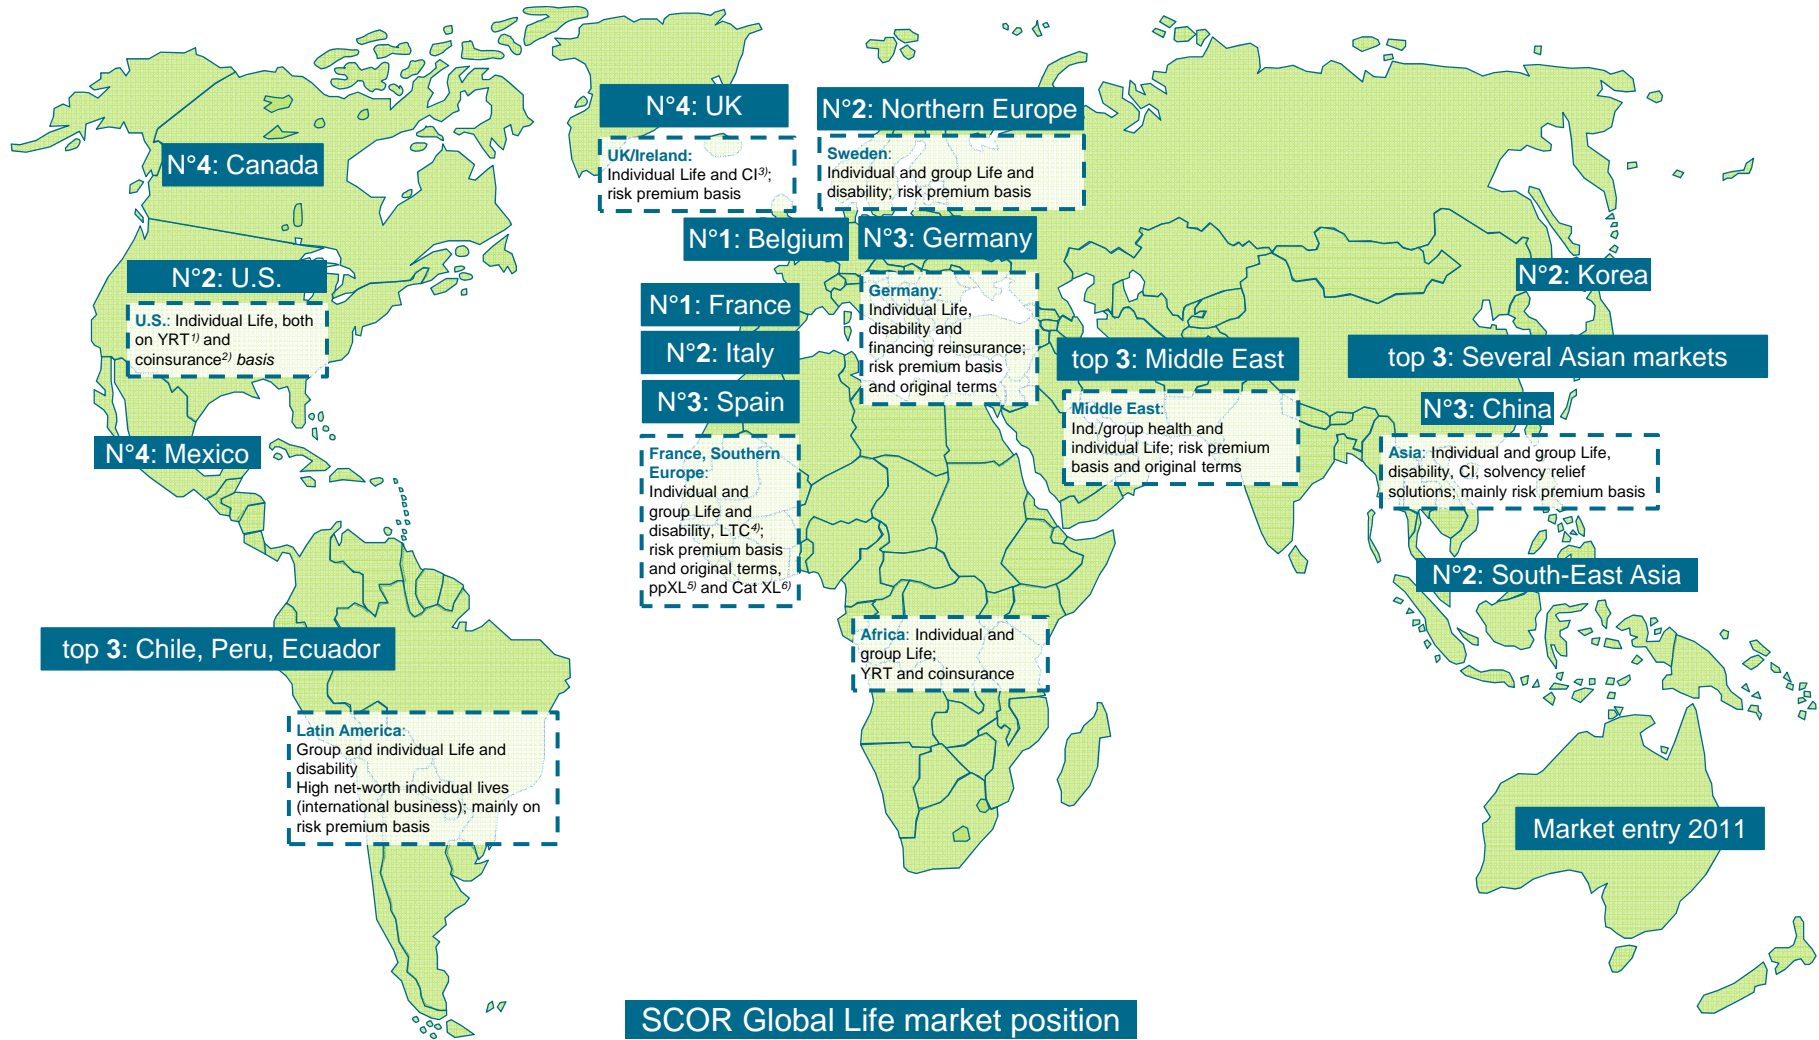 N°4: UK
N°2: Northern Europe
UK/Ireland:
Individual Life and CI3);
risk premium basis
Sweden:
Individual and group Life and
disability; risk premium basis
N°4: Canada
N°1: Belgium
N°3: Germany
N°2: U.S.
U.S.: Individual Life, both
on YRT1) and
coinsurance2) basis
N°1: France
N°2: Italy
N°3: Spain
Germany:
Individual Life,
disability and
financing reinsurance;
risk premium basis
and original terms
N°2: Korea
top 3: Middle East
top 3: Several Asian markets
N°3: China
Middle East:
Ind./group health and
individual Life; risk premium
basis and original terms
N°4: Mexico
France, Southern
Europe:
Individual and
group Life and
disability, LTC4);
risk premium basis
and original terms,
ppXL5) and Cat XL6)
Asia: Individual and group Life,
disability, CI, solvency relief
solutions; mainly risk premium basis
N°2: South-East Asia
top 3: Chile, Peru, Ecuador
Africa: Individual and
group Life;
YRT and coinsurance
Latin America:
Group and individual Life and
disability
High net-worth individual lives
(international business); mainly on
risk premium basis
Market entry 2011
SCOR Global Life market position